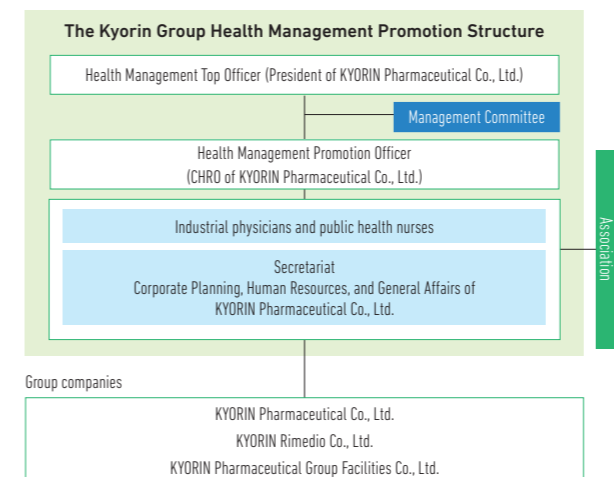 The Kyorin Group Health Management Promotion Structure
Health Management Top Officer (President of KYORIN Pharmaceutical Co., Ltd.)
Management Committee
Health Management Promotion Officer
(CHRO of KYORIN Pharmaceutical Co., Ltd.)
Industrial physicians and public health nurses
Secretariat
Corporate Planning, Human Resources, and General Affairs of
KYORIN Pharmaceutical Co., Ltd.
Association
Group companies
KYORIN Pharmaceutical Co., Ltd.
KYORIN Rimedio Co., Ltd.
KYORIN Pharmaceutical Group Facilities Co., Ltd.